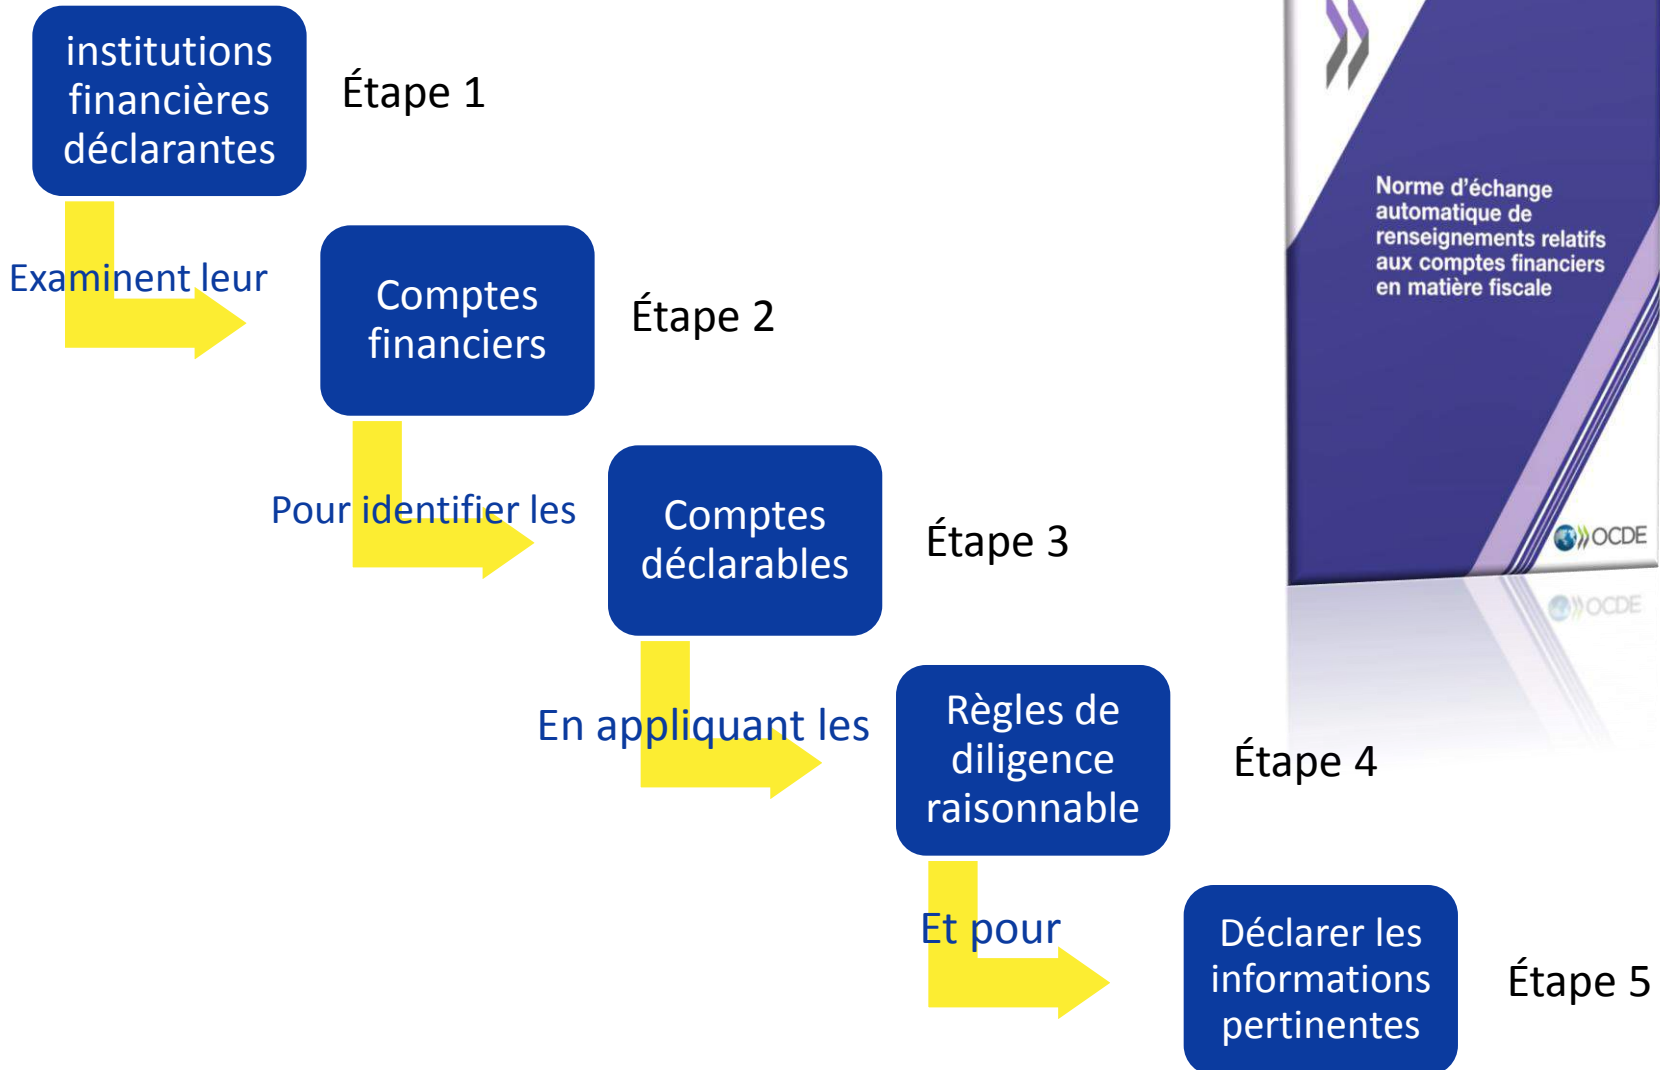 institutions
financières
déclarantes
Étape 1
Examinent leur
Comptes
financiers
Étape 2
Pour identifier les
Comptes
déclarables
Étape 3
En appliquant les
Règles de
diligence
raisonnable
Étape 4
Et pour
Déclarer les
informations
pertinentes
Étape 5
Norme d'échange
automatique de
renseignements relatifs
aux comptes financiers
en matière fiscale
OCDE
OCDE